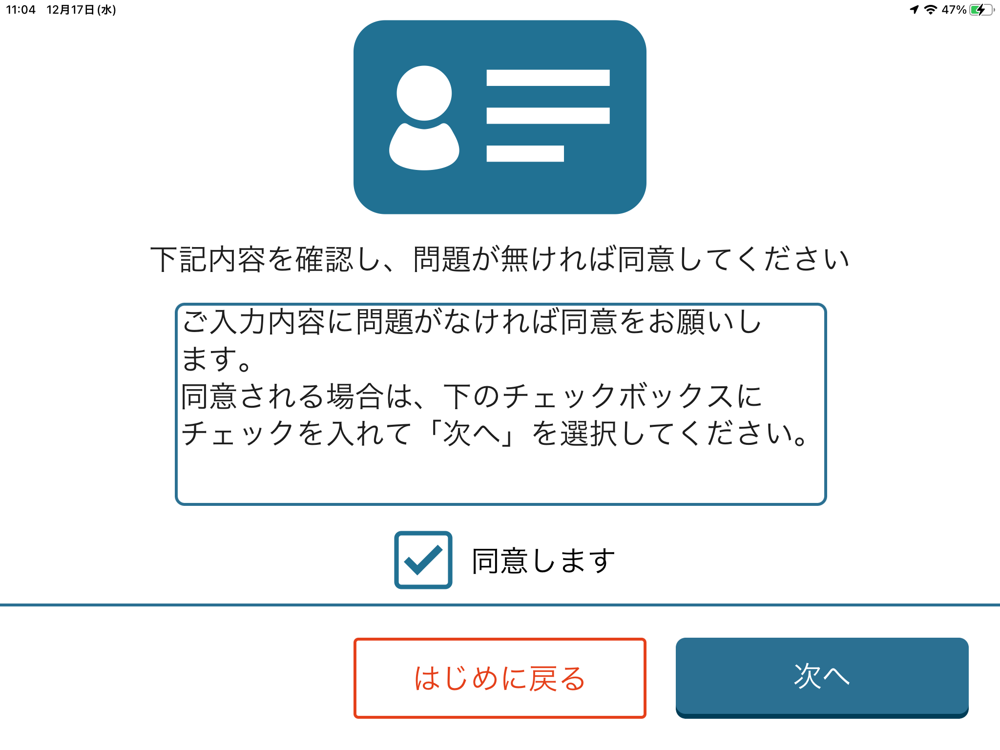 11:04 12月17日(水) 47%
下記内容を確認し、問題が無ければ同意してください
ご入力内容に問題がなければ同意をお願いし
ます。
同意される場合は、下のチェックボックスに
チェックを入れて「次へ」を選択してください。
同意します
はじめに戻る
次へ